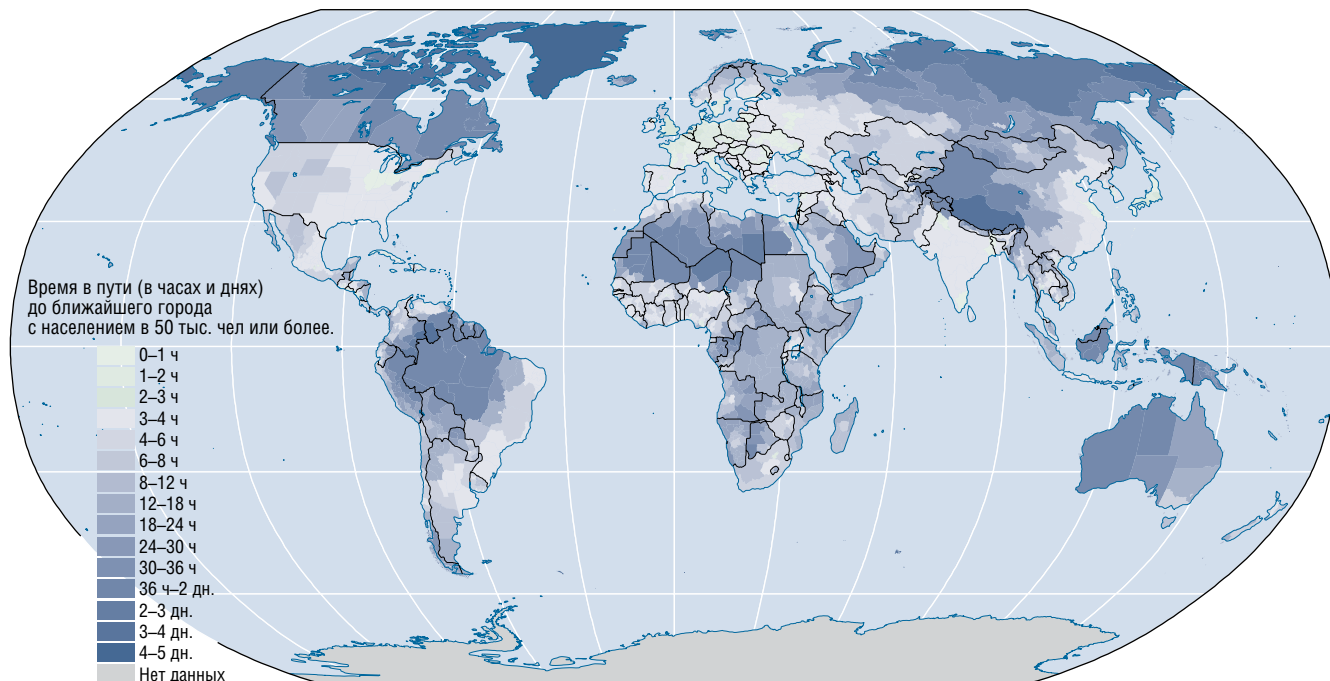 Время в пути (в часах и днях)
до ближайшего города
с населением в 50 тыс. чел или более.
0–1 ч
1–2 ч
2–3 ч
3–4 ч
4–6 ч
6–8 ч
8–12 ч
12–18 ч
18–24 ч
24–30 ч
30–36 ч
36 ч–2 дн.
2–3 дн.
3–4 дн.
4–5 дн.
Нет данных